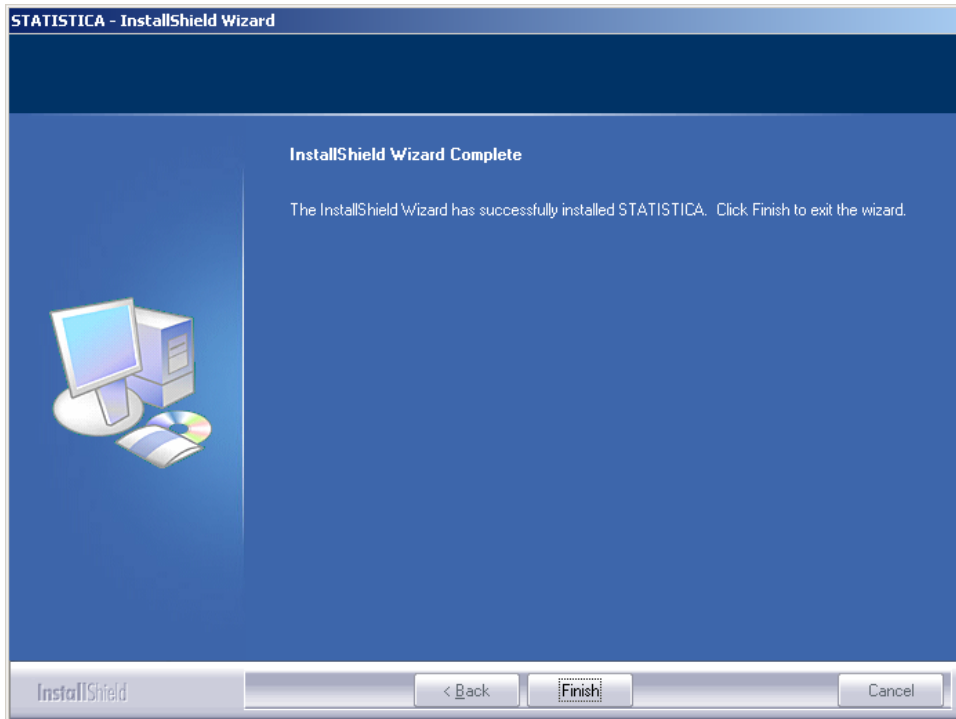 STATISTICA - InstallShield Wizard
InstallShield Wizard Complete
The InstallShield Wizard has successfully installed STATISTICA.  Click Finish to exit the wizard.
InstallShield
< Back
Finish
Cancel